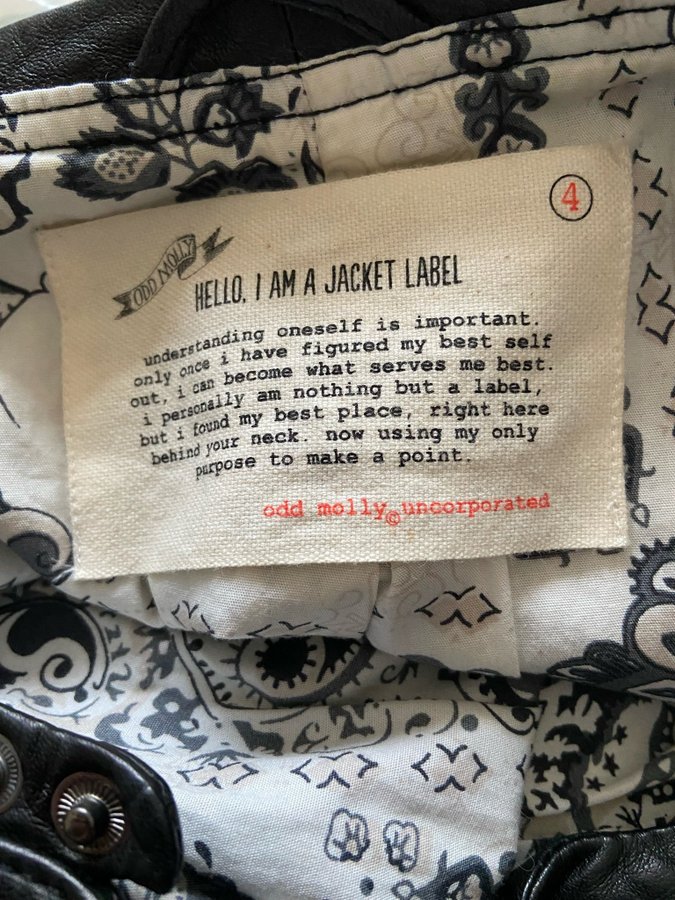 4
ODD MOLLY
HELLO, I AM A JACKET LABEL
understanding oneself is important.
only once i have figured my best self
out, i can become what serves me best.
i personally am nothing but a label,
but i found my best place, right here
behind your neck. now using my only
purpose to make a point.
odd molly©uncorporated